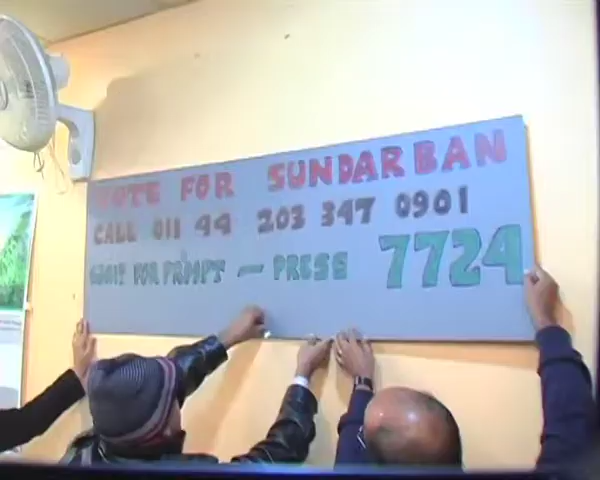 VOTE FOR SUNDARBAN
CALL 011 44 203 347 0901
WAIT FOR PROMPT — PRESS 7724